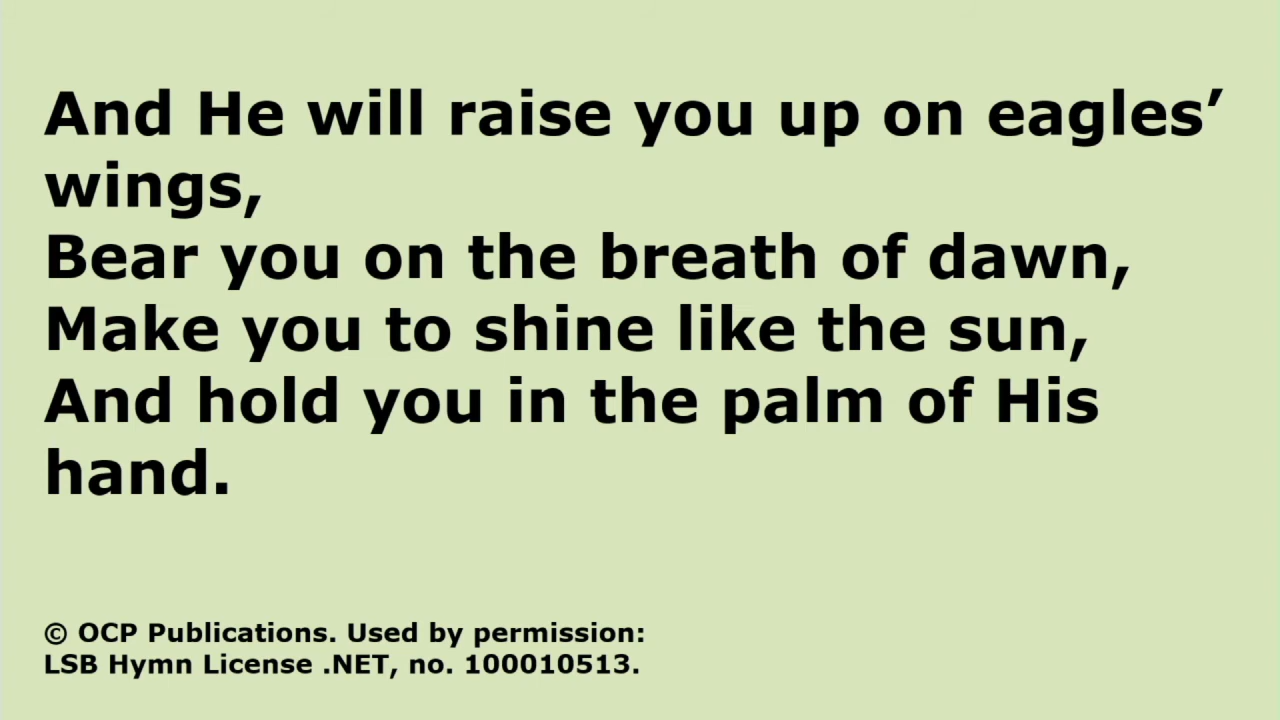 And He will raise you up on eagles’
wings,
Bear you on the breath of dawn,
Make you to shine like the sun,
And hold you in the palm of His
hand.
© OCP Publications. Used by permission:
LSB Hymn License .NET, no. 100010513.